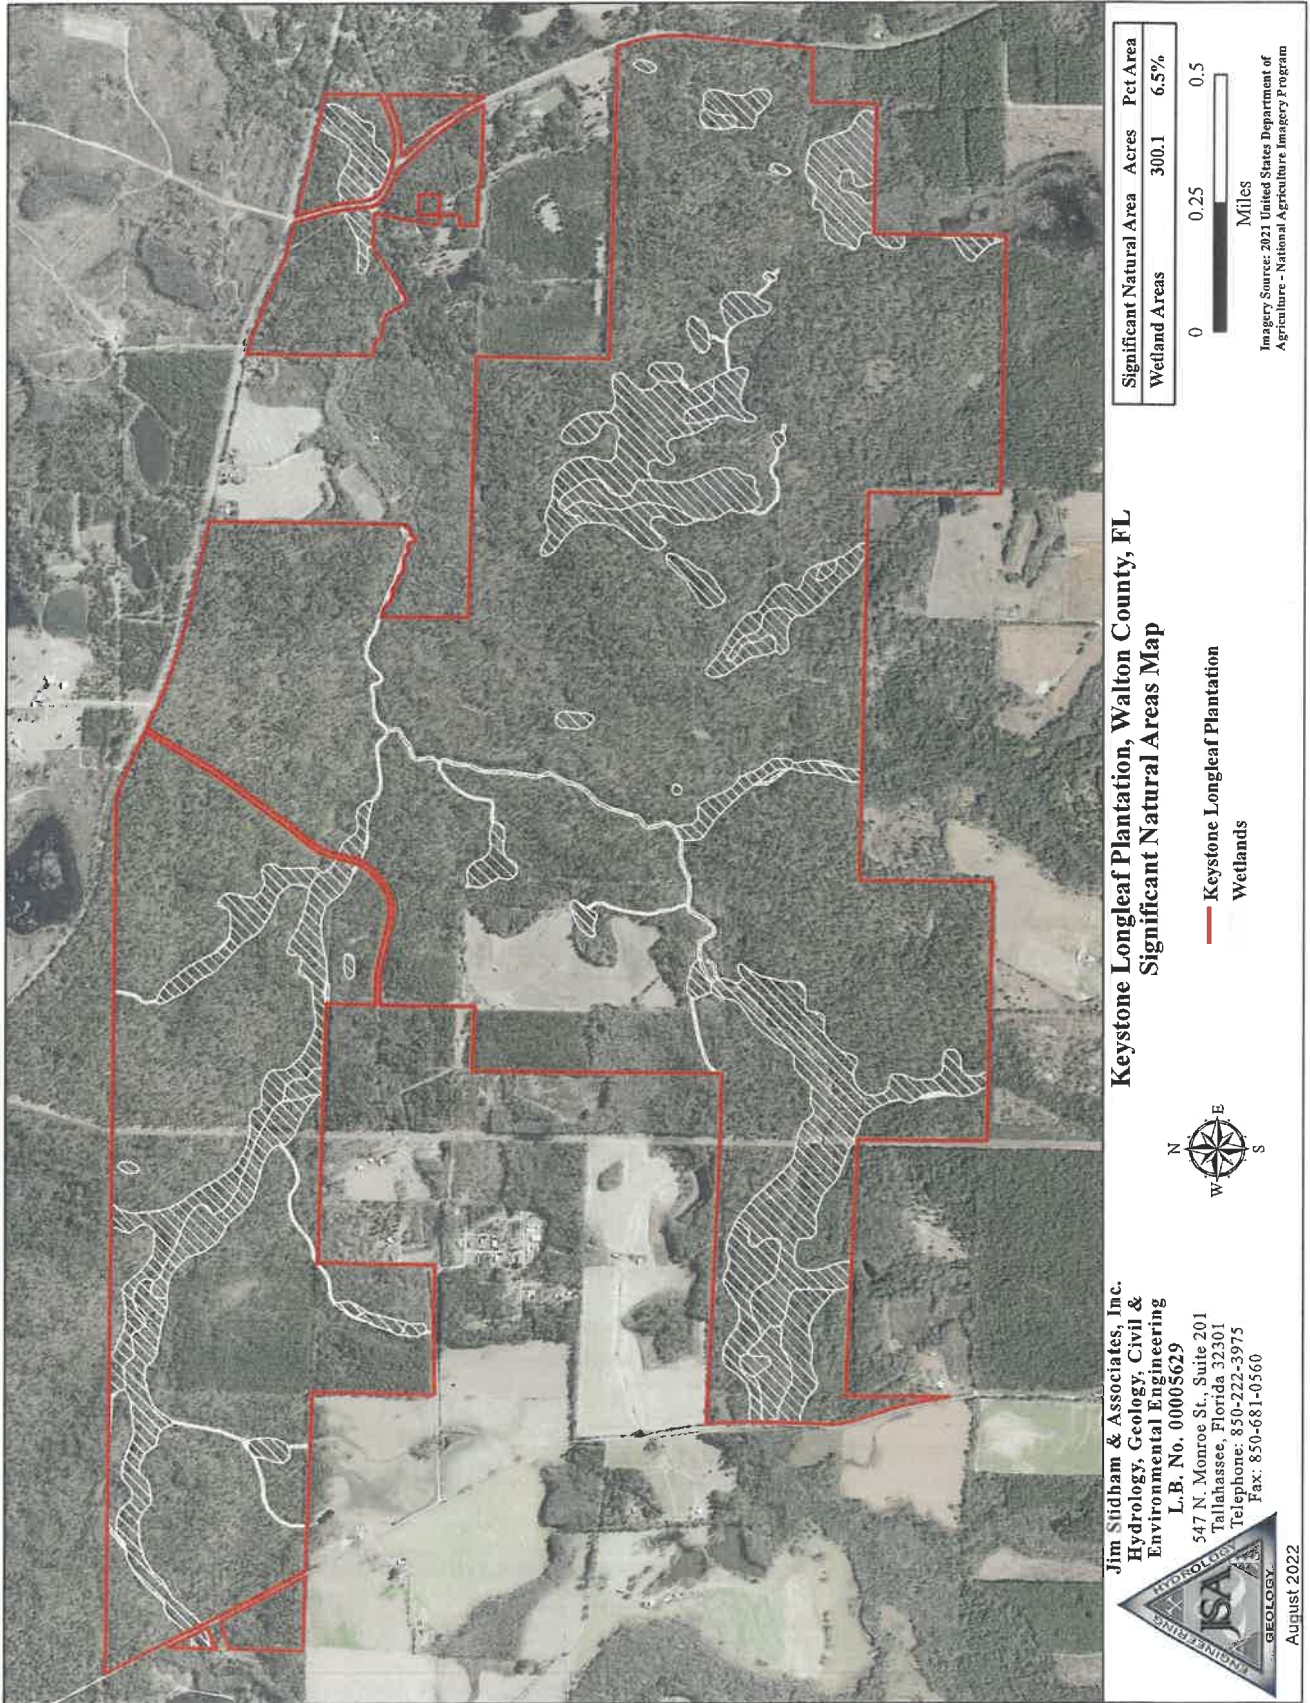 Keystone Longleaf Plantation, Walton County, FL
Significant Natural Areas Map
Jim Stidham & Associates, Inc.
Hydrology, Geology, Civil &
Environmental Engineering
L.B. No. 00005629
547 N. Monroe St., Suite 201
Tallahassee, Florida 32301
Telephone: 850-222-3975
Fax: 850-681-0560
ENGINEERING
HYDROLOGY
JSA
GEOLOGY
August 2022
N
W
E
S
Keystone Longleaf Plantation
Wetlands
Significant Natural Area Acres Pct Area
Wetland Areas 300.1 6.5%
0 0.25 0.5
Miles
Imagery Source: 2021 United States Department of
Agriculture - National Agriculture Imagery Program